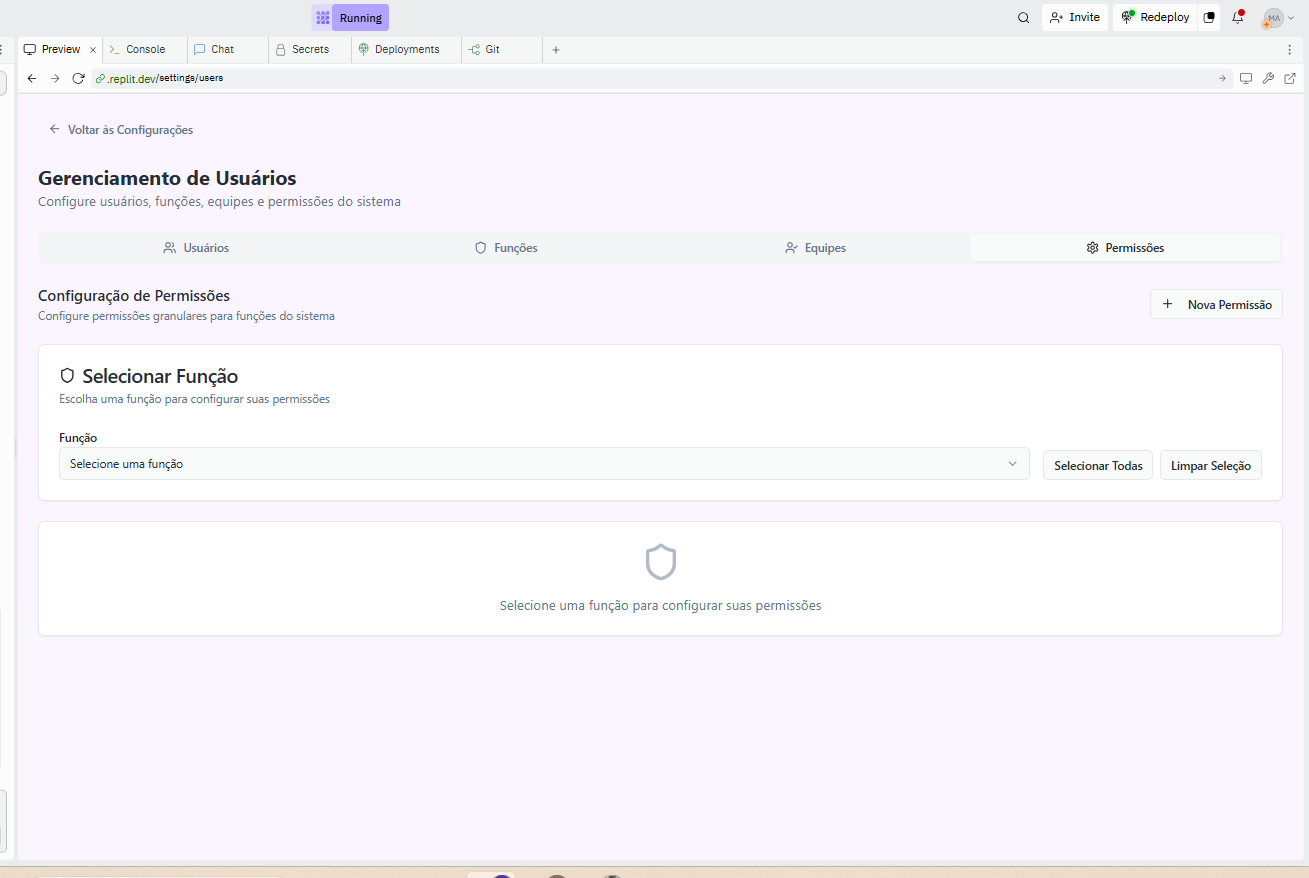 Running
Invite
Redeploy
MA
Preview
Console
Chat
Secrets
Deployments
Git
.replit.dev/settings/users
Voltar às Configurações
Gerenciamento de Usuários
Configure usuários, funções, equipes e permissões do sistema
Usuários
Funções
Equipes
Permissões
Configuração de Permissões
Configure permissões granulares para funções do sistema
Nova Permissão
Selecionar Função
Escolha uma função para configurar suas permissões
Função
Selecione uma função
Selecionar Todas
Limpar Seleção
Selecione uma função para configurar suas permissões